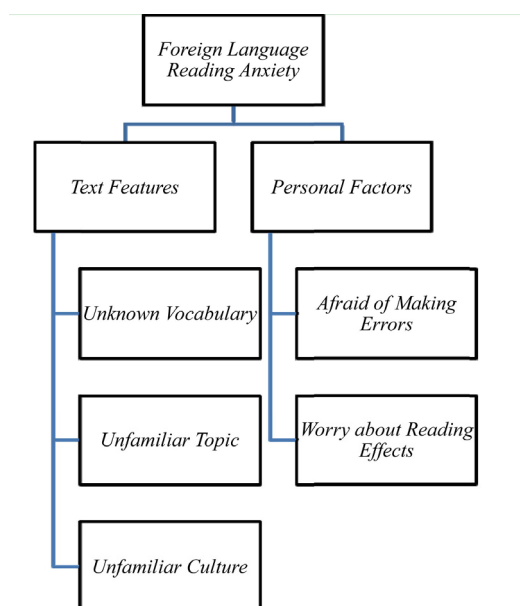 Foreign Language
Reading Anxiety
Text Features
Personal Factors
Unknown Vocabulary
Afraid of Making
Errors
Unfamiliar Topic
Worry about Reading
Effects
Unfamiliar Culture